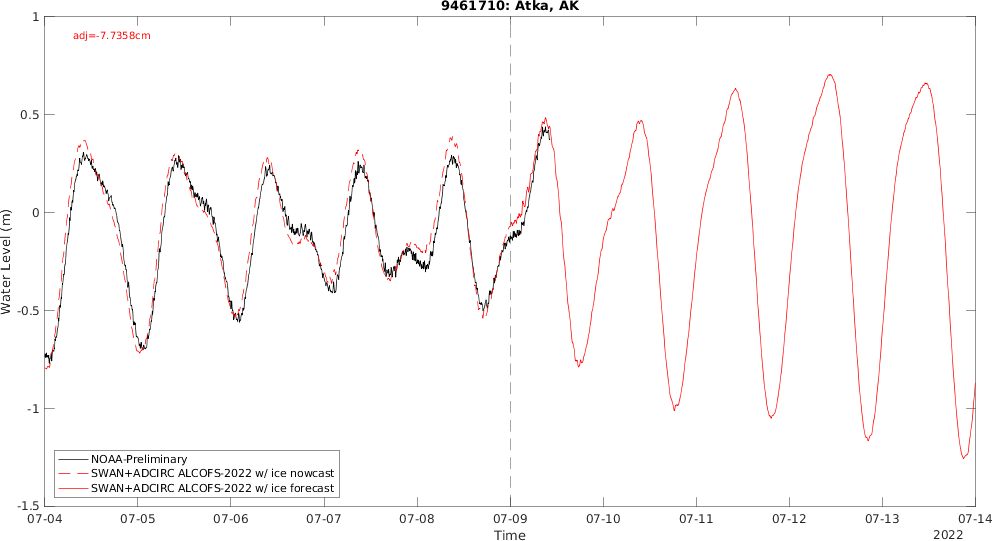 9461710: Atka, AK
adj=-7.7358cm
1
0.5
0
-0.5
-1
-1.5
Water Level (m)
NOAA-Preliminary
SWAN+ADCIRC ALCOFS-2022 w/ ice nowcast
SWAN+ADCIRC ALCOFS-2022 w/ ice forecast
07-04 07-05 07-06 07-07 07-08 07-09 07-10 07-11 07-12 07-13 07-14
Time
2022